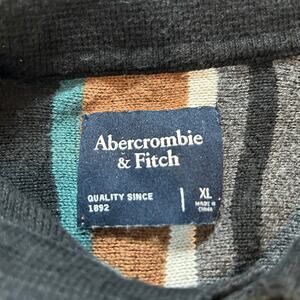 Abercrombie
& Fitch
QUALITY SINCE
1892
XL
MADE IN
CHINA